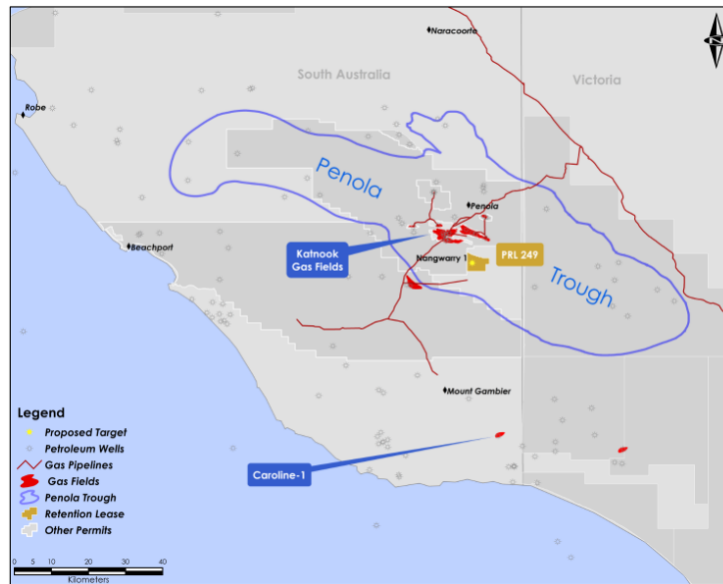 Naracoorte
N
South Australia
Victoria
Robe
Penola
Penola
Beachport
Katnook
Gas Fields
Nangwarry 1
PRL 249
Trough
Mount Gambier
Caroline-1
Legend
Proposed Target
Petroleum Wells
Gas Pipelines
Gas Fields
Penola Trough
Retention Lease
Other Permits
0 5 10 20 30 40
Kilometers